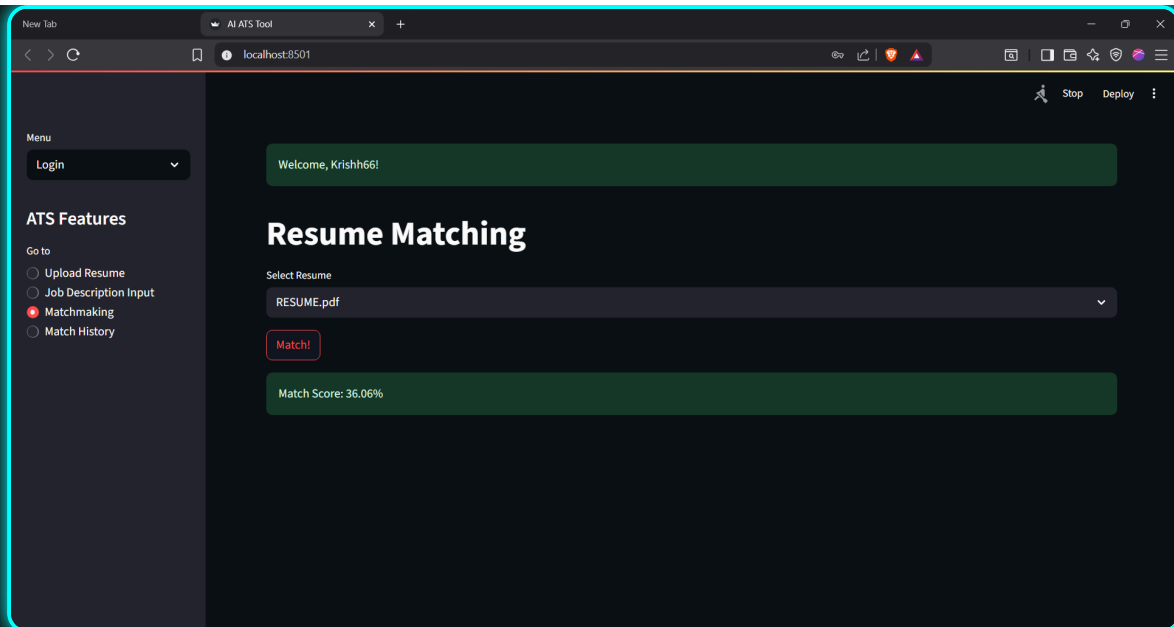 New Tab
AI ATS Tool
localhost:8501
Stop Deploy
Menu
Login
ATS Features
Go to
Upload Resume
Job Description Input
Matchmaking
Match History
Welcome, Krishh66!
Resume Matching
Select Resume
RESUME.pdf
Match!
Match Score: 36.06%